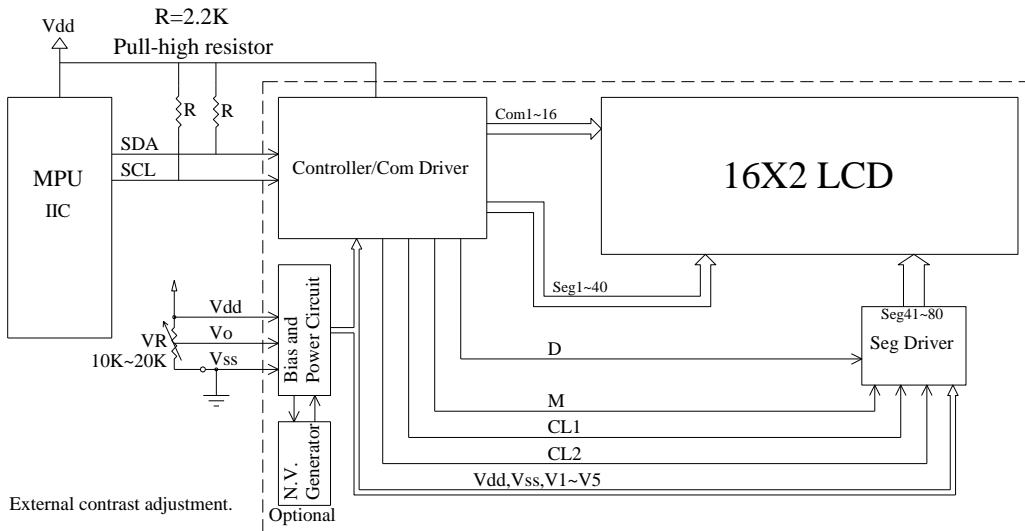 Vdd
R=2.2K
Pull-high resistor
R
R
SDA
SCL
MPU
IIC
Controller/Com Driver
Com1~16
16X2 LCD
Seg1~40
Seg41~80
Seg Driver
Vdd
Vo
Vss
VR
10K~20K
Bias and
Power Circuit
N.V.
Generator
Optional
D
M
CL1
CL2
Vdd,Vss,V1~V5
External contrast adjustment.